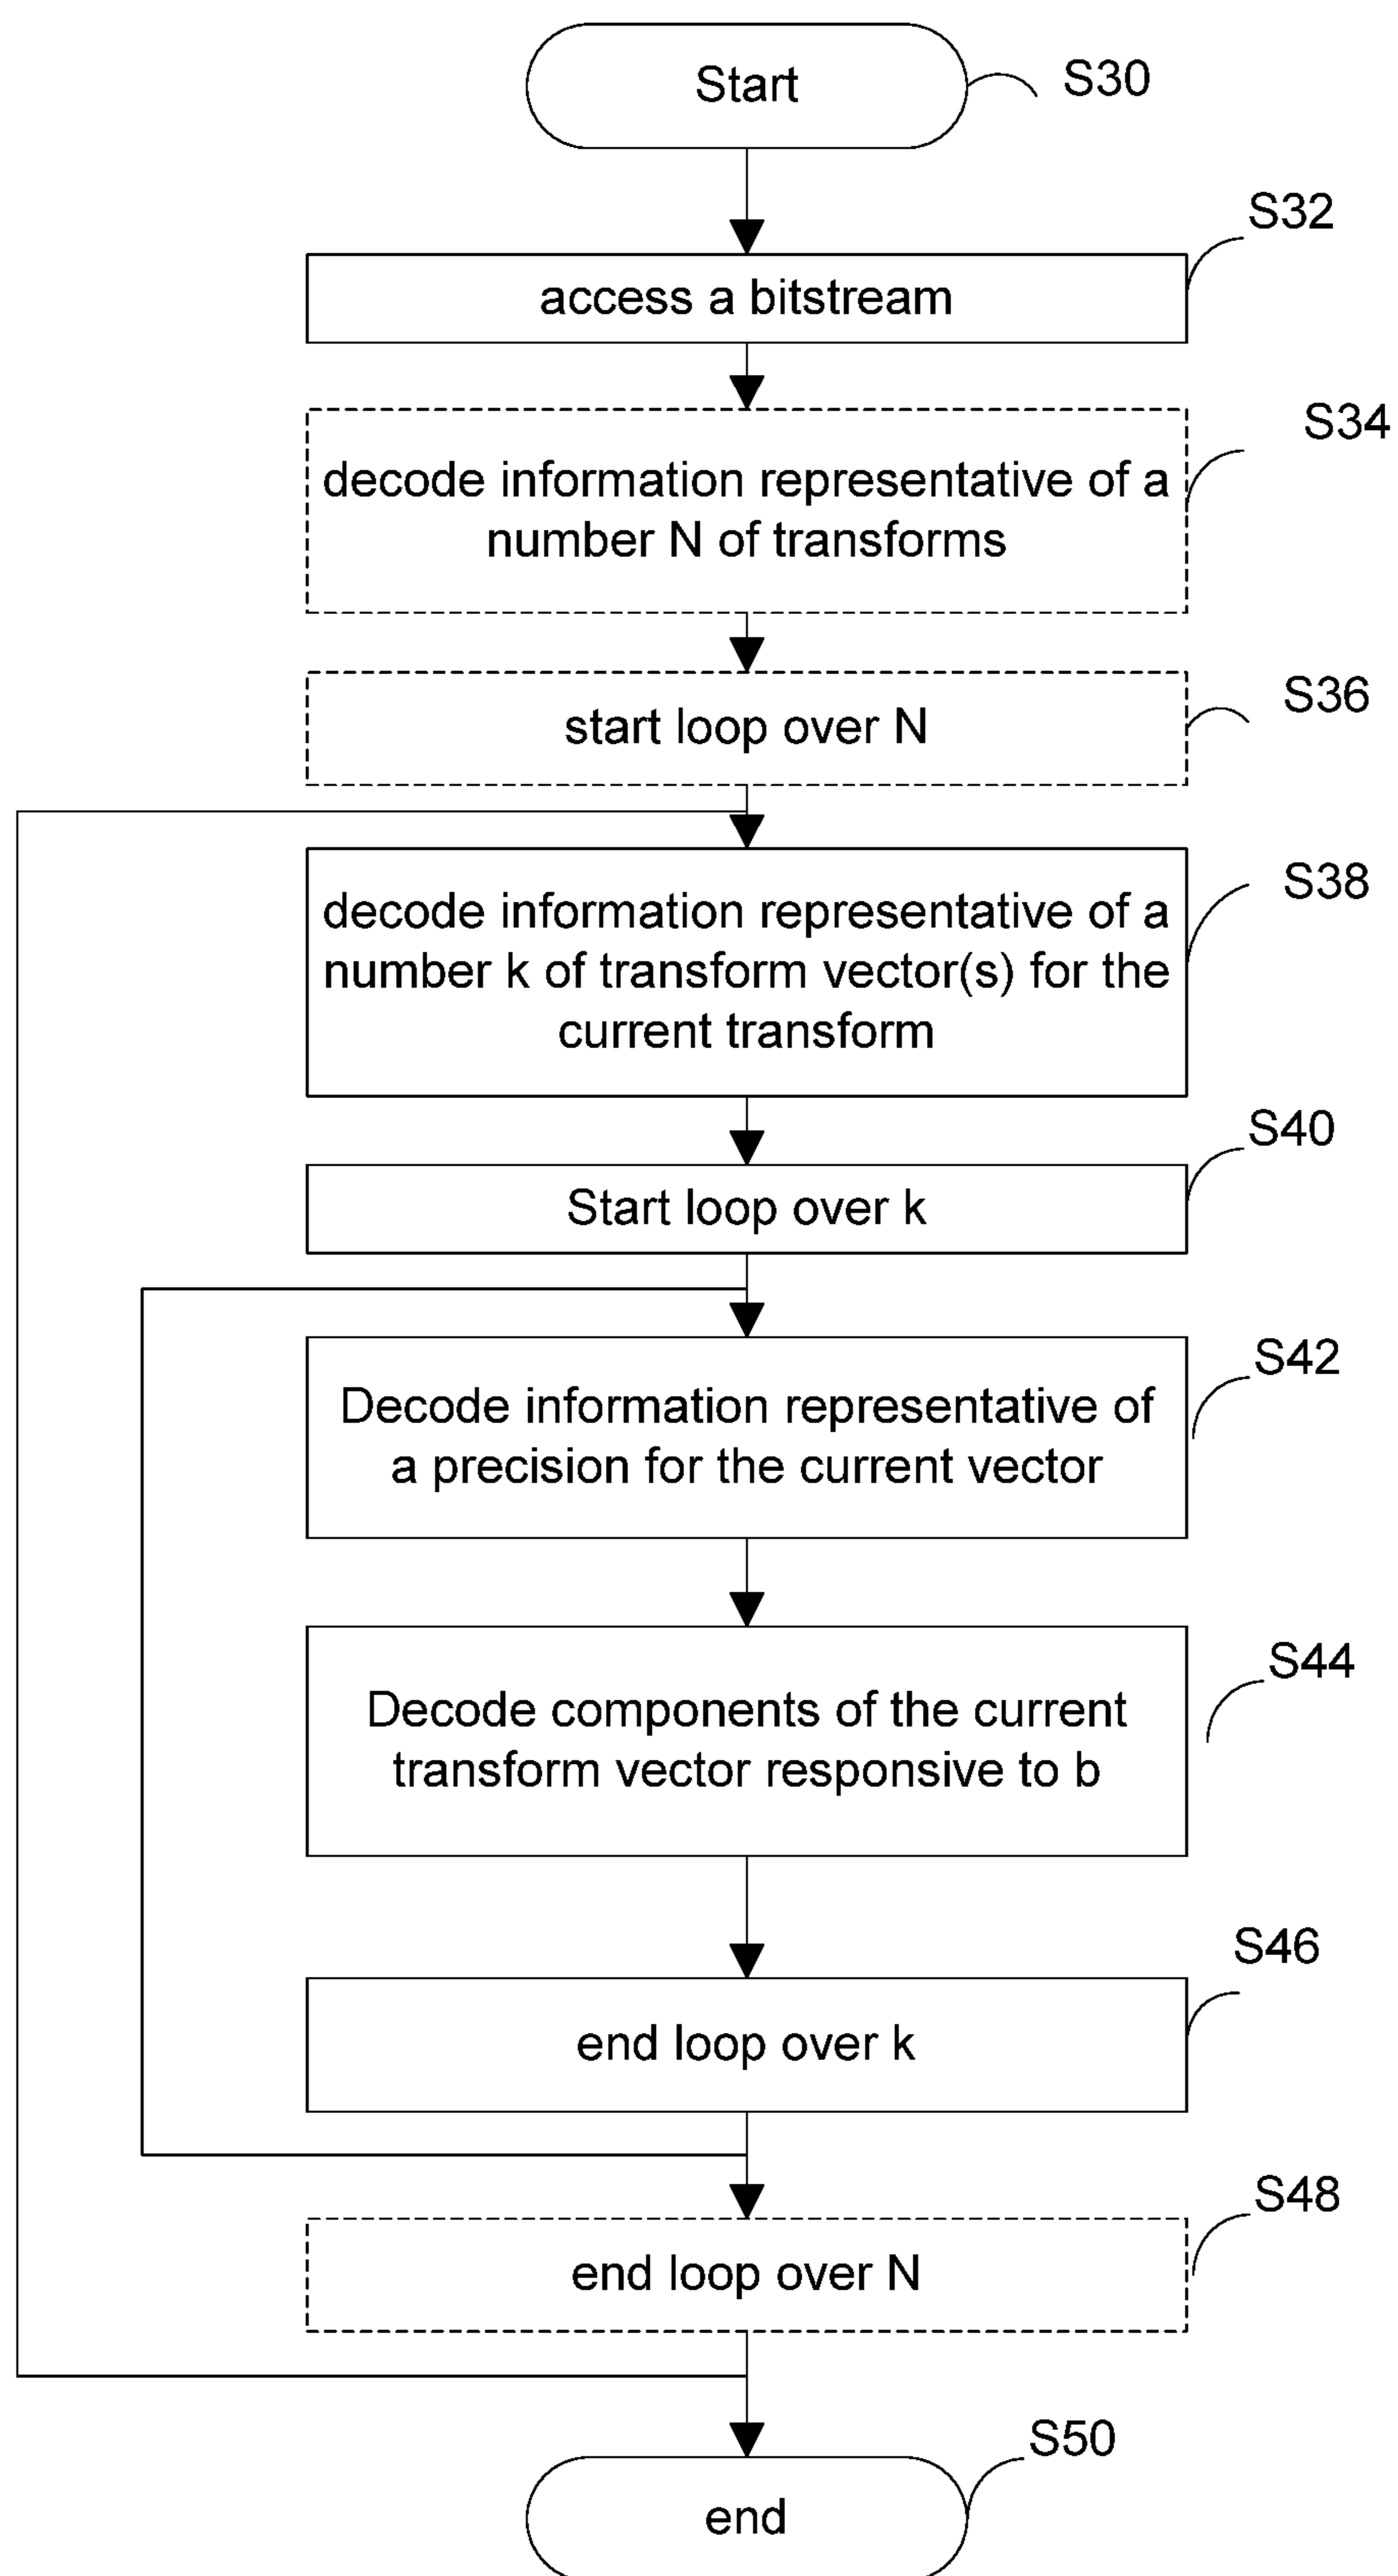 Start
S30
S32
access a bitstream
S34
decode information representative of a
number N of transforms
S36
start loop over N
S38
decode information representative of a
number k of transform vector(s) for the
current transform
S40
Start loop over k
S42
Decode information representative of
a precision for the current vector
S44
Decode components of the current
transform vector responsive to b
S46
end loop over k
S48
end loop over N
S50
end